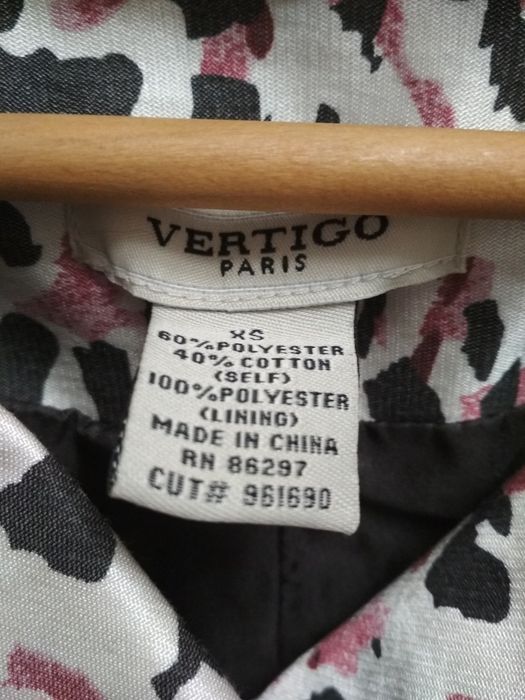 VERTIGO
PARIS
XS
60%POLYESTER
40% COTTON
(SELF)
100%POLYESTER
(LINING)
MADE IN CHINA
RN 86297
CUT# 961690